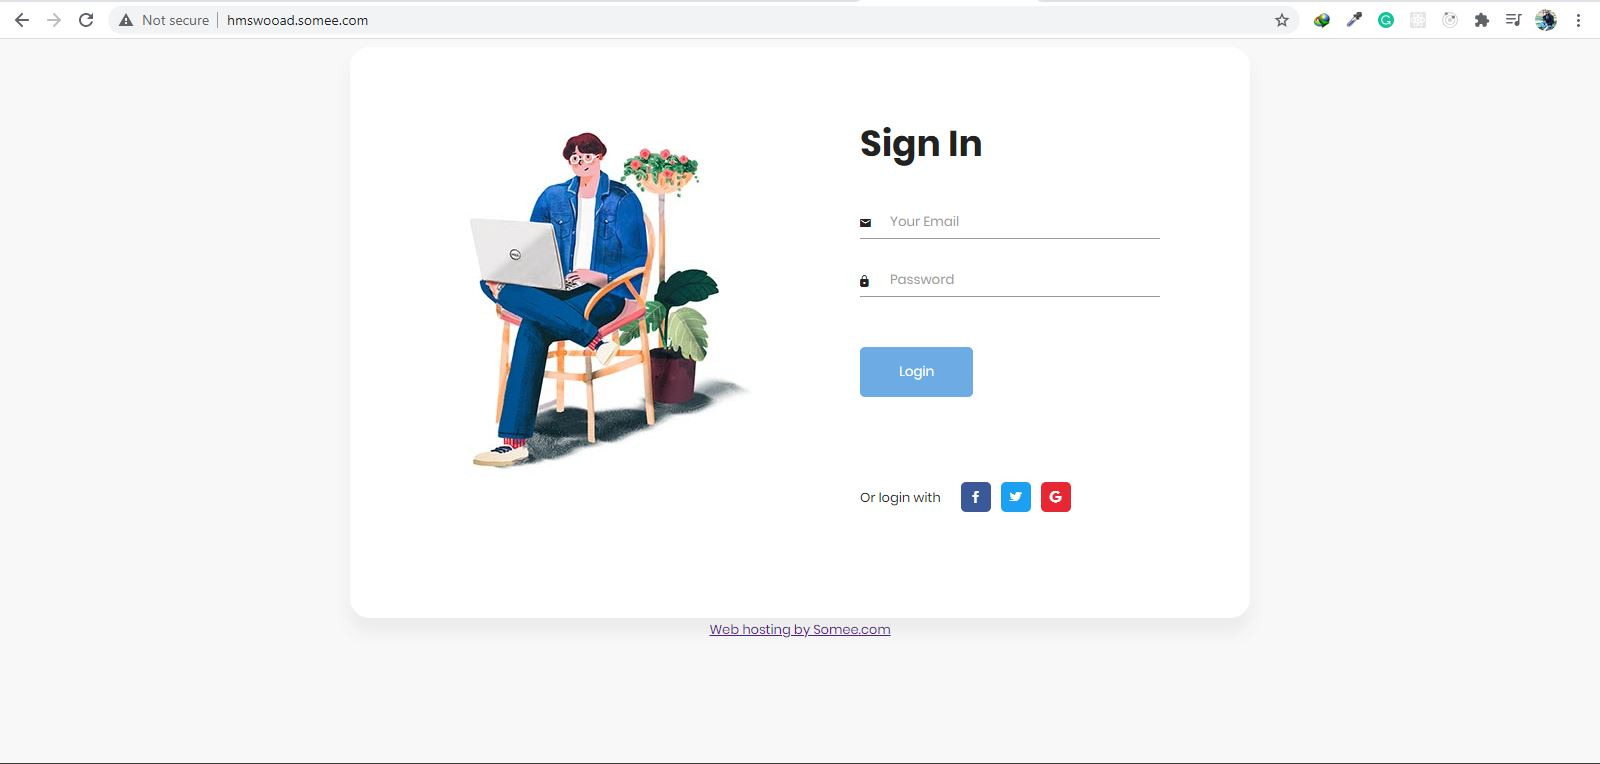 Not secure | hmswooad.somee.com
Sign In
Your Email
Password
Login
Or login with
Web hosting by Somee.com